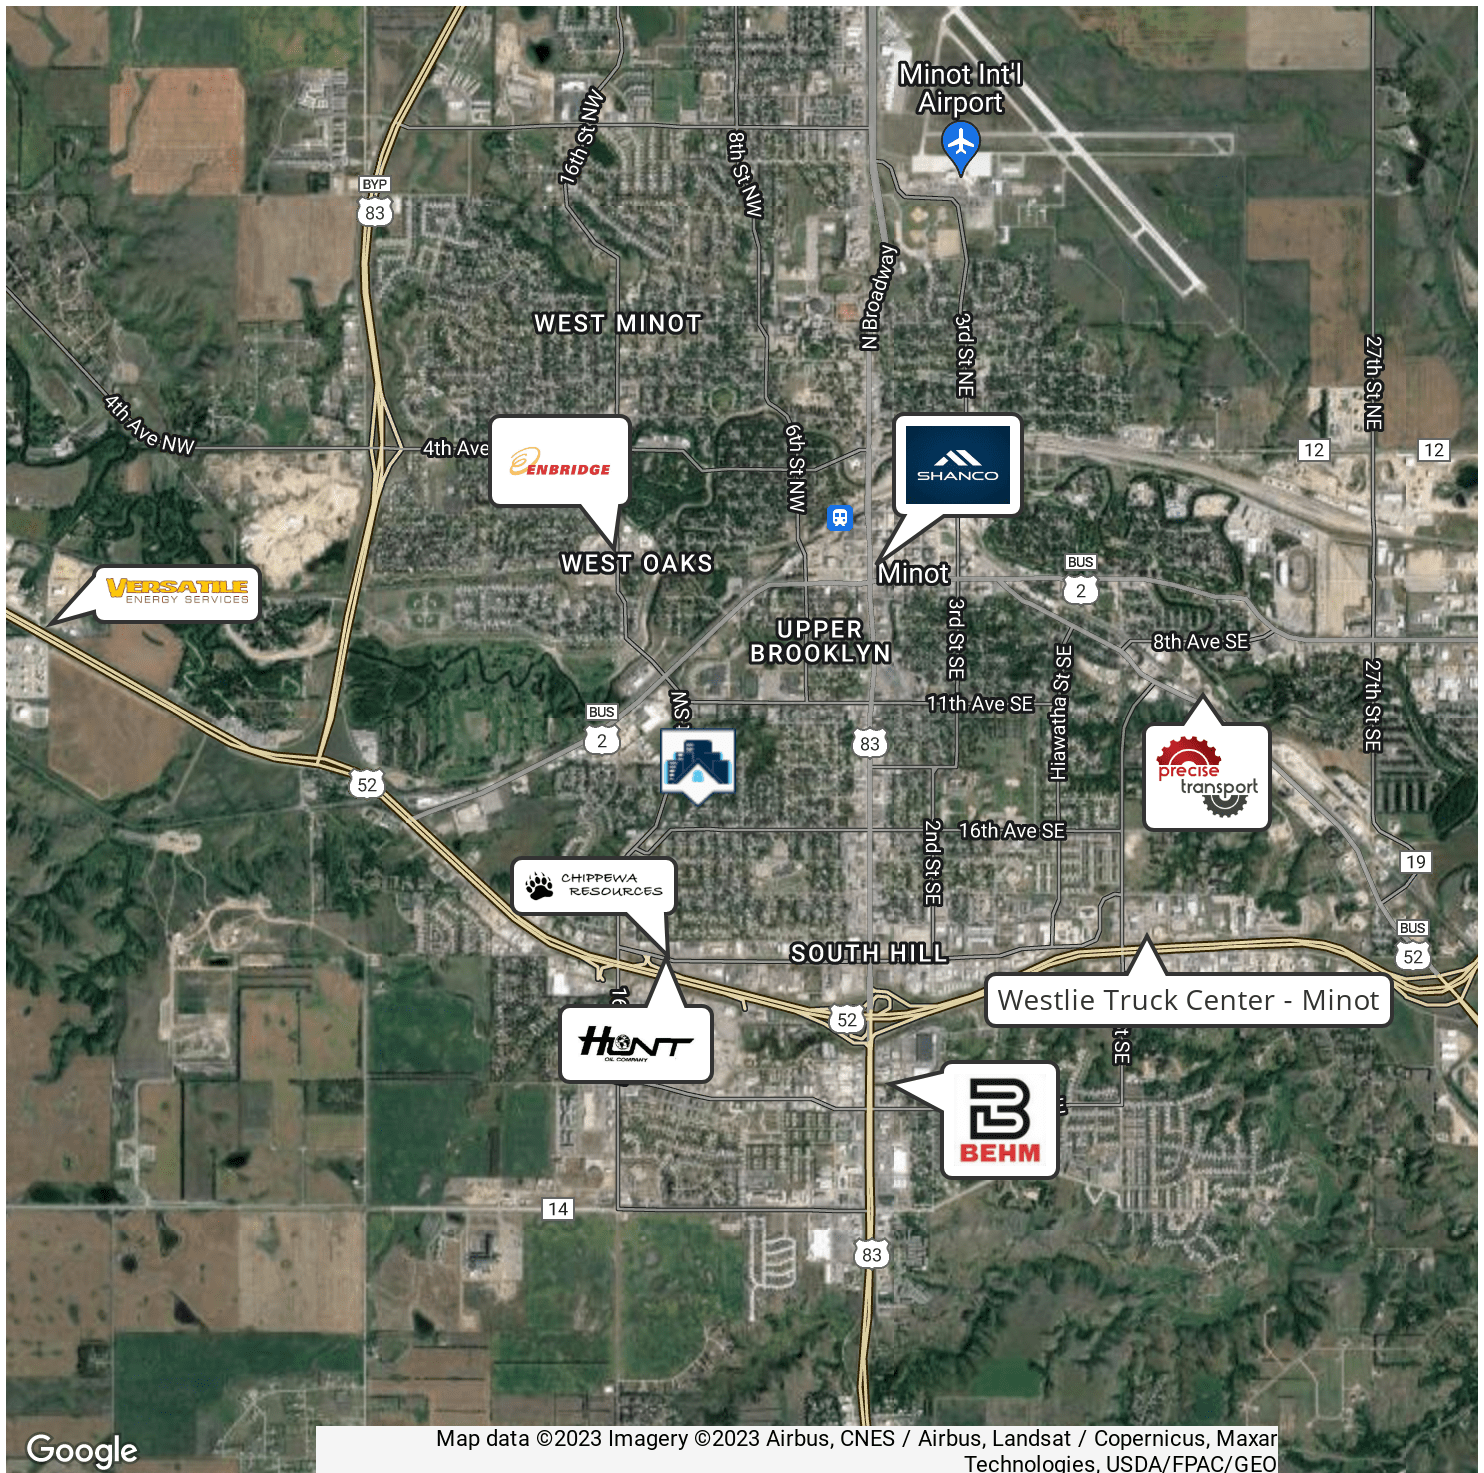 Minot Int'l
Airport
16th St NW
8th St NW
BYP
83
N Broadway
WEST MINOT
3rd St NE
27th St NE
4th Ave NW
4th Ave
ENBRIDGE
6th St NW
SHANCO
12
12
WEST OAKS
Minot
BUS
2
VERSATILE
ENERGY SERVICES
UPPER
BROOKLYN
3rd St SE
8th Ave SE
Hiawatha St SE
27th St SE
11th Ave SE
BUS
2
83
precise
transport
52
16th Ave SE
2nd St SE
19
CHIPPEWA
RESOURCES
SOUTH HILL
BUS
52
Westlie Truck Center - Minot
52
HUNT
OIL COMPANY
t SE
B
BEHM
14
83
Google
Map data ©2023 Imagery ©2023 Airbus, CNES / Airbus, Landsat / Copernicus, Maxar
Technologies, USDA/FPAC/GEO